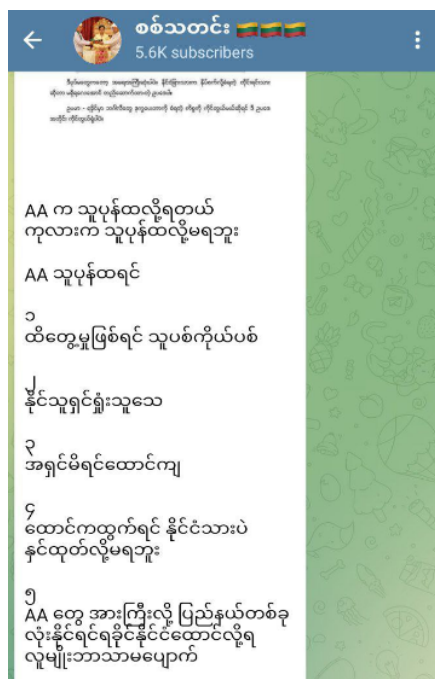 စစ်သတင်း
5.6K subscribers
AA က သူပုန်ထလို့ရတယ်
ကုလားက သူပုန်ထလို့မရဘူး
AA သူပုန်ထရင်
၁
ထိတွေ့မှုဖြစ်ရင် သူပစ်ကိုယ်ပစ်
၂
နိုင်သူရှင်ရှုံးသူသေ
၃
အရှင်မိရင်ထောင်ကျ
၄
ထောင်ကထွက်ရင် နိုင်ငံသားပဲ
နှင်ထုတ်လို့မရဘူး
၅
AA တွေ အားကြီးလို့ ပြည်နယ်တစ်ခု
လုံးနိုင်ရင်ရခိုင်နိုင်ငံထောင်လို့ရ
လူမျိုးဘာသာမပျောက်